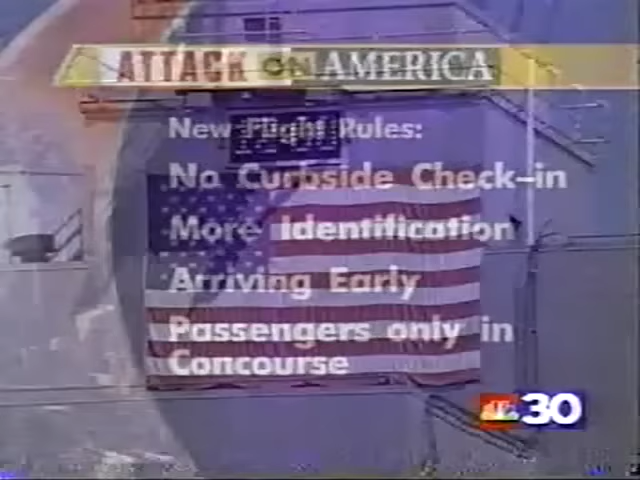 ATTACK ON AMERICA
New Flight Rules:
No Curbside Check-in
More Identification
Arriving Early
Passengers only in
Concourse
30